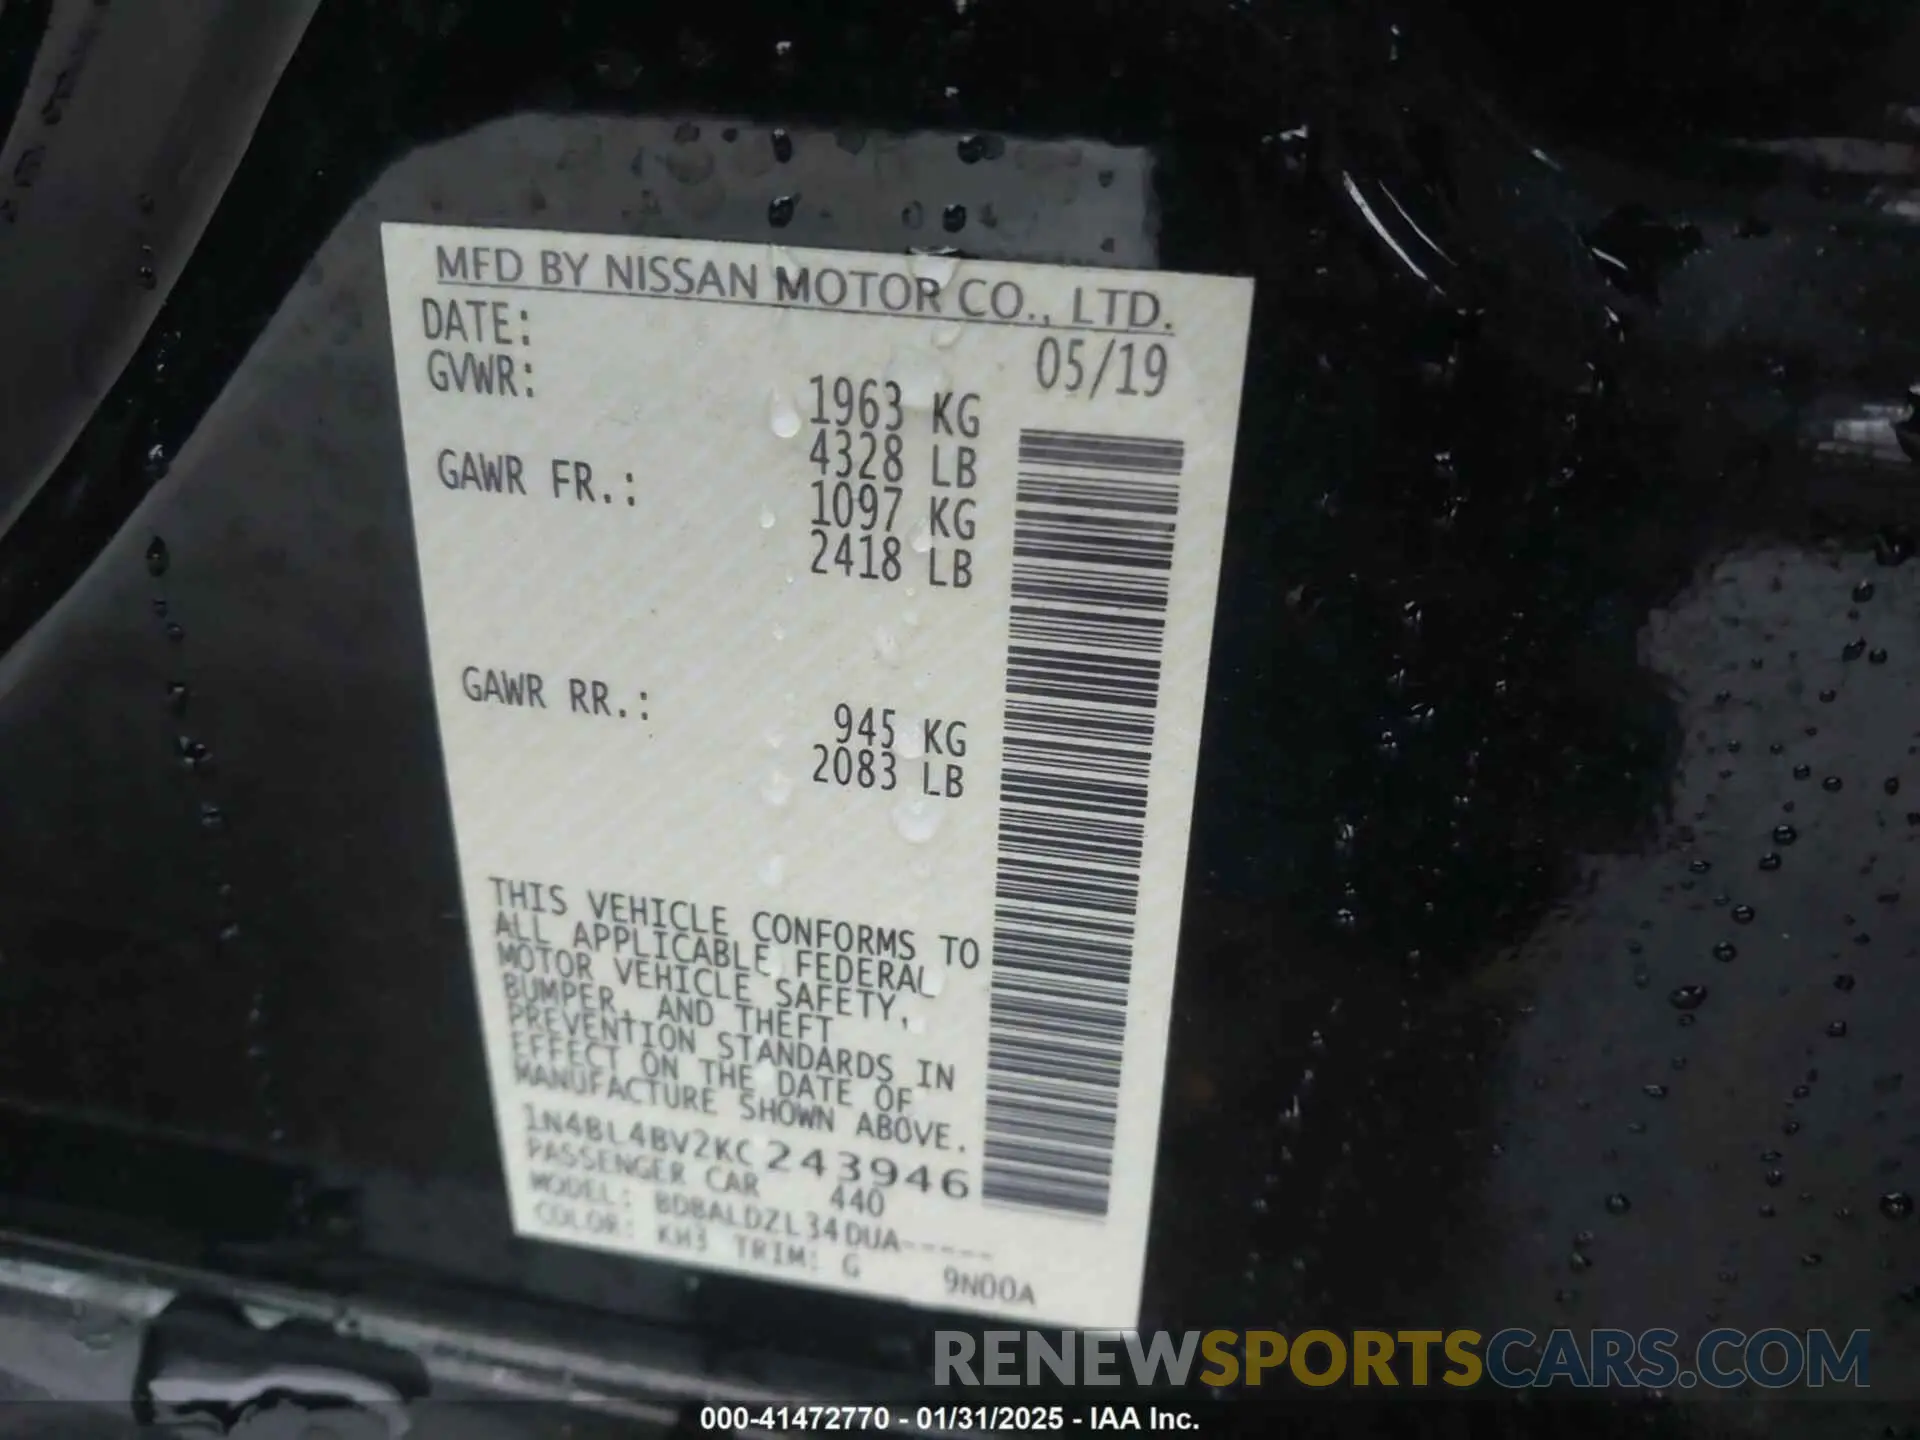 MFD BY NISSAN MOTOR CO., LTD.
DATE: 05/19
GVWR: 1963 KG
4328 LB
GAWR FR.: 1097 KG
2418 LB
GAWR RR.: 945 KG
2083 LB
THIS VEHICLE CONFORMS TO
ALL APPLICABLE FEDERAL
MOTOR VEHICLE SAFETY,
BUMPER, AND THEFT
PREVENTION STANDARDS IN
EFFECT ON THE DATE OF
MANUFACTURE SHOWN ABOVE.
1N4BL4BV2KC243946
PASSENGER CAR 440
MODEL: BDBALDZL34DUA-----
COLOR: KH3 TRIM: G 9N00A
RENEWSPORTSCARS.COM
000-41472770 - 01/31/2025 - IAA Inc.